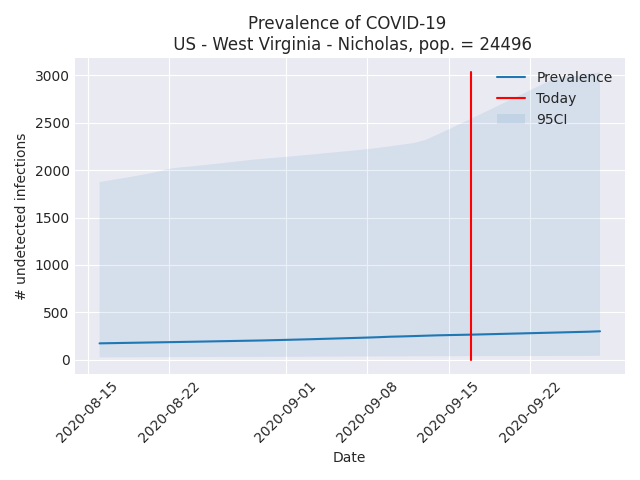 Prevalence of COVID-19
US - West Virginia - Nicholas, pop. = 24496
3000
2500
2000
1500
1000
500
0
# undetected infections
Prevalence
Today
95CI
2020-08-15
2020-08-22
2020-09-01
2020-09-08
2020-09-15
2020-09-22
Date